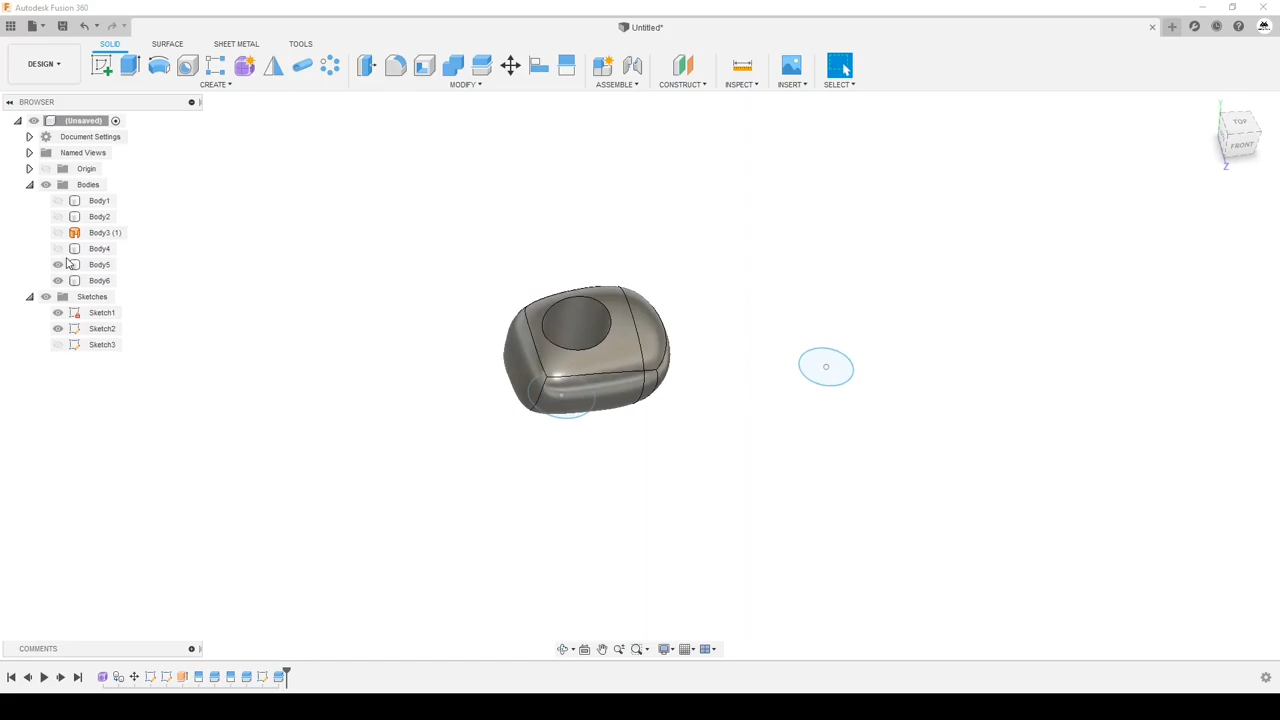 Autodesk Fusion 360
Untitled*
DESIGN
SOLID
SURFACE
SHEET METAL
TOOLS
CREATE
MODIFY
ASSEMBLE
CONSTRUCT
INSPECT
INSERT
SELECT
BROWSER
(Unsaved)
Document Settings
Named Views
Origin
Bodies
Body1
Body2
Body3 (1)
Body4
Body5
Body6
Sketches
Sketch1
Sketch2
Sketch3
Y
TOP
FRONT
Z
COMMENTS